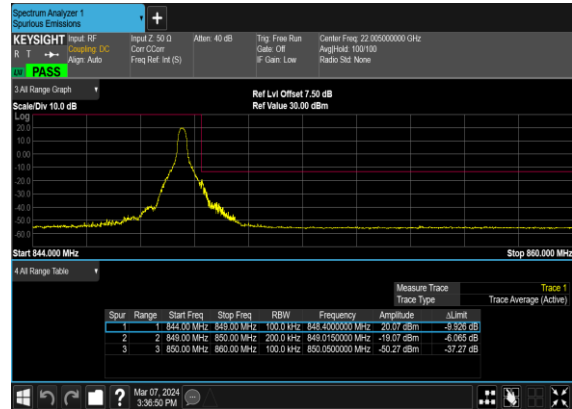 Spectrum Analyzer 1
Spurious Emissions
+
KEYSIGHT Input: RF Input Z: 50 Ω Atten: 40 dB Trig: Free Run Center Freq: 22.005000000 GHz
R T Coupling: DC Corr CCorr Gate: Off Avg|Hold: 100/100
Align: Auto Freq Ref: Int (S) IF Gain: Low Radio Std: None
LW PASS
3 All Range Graph
Ref Lvl Offset 7.50 dB
Scale/Div 10.0 dB Ref Value 30.00 dBm
Log
20.0
10.0
0.00
-10.0
-20.0
-30.0
-40.0
-50.0
-60.0
Start 844.000 MHz Stop 860.000 MHz
4 All Range Table
Measure Trace Trace 1
Trace Type Trace Average (Active)
Spur Range Start Freq Stop Freq RBW Frequency Amplitude ΔLimit
1 1 844.00 MHz 849.00 MHz 100.0 kHz 848.4000000 MHz 20.07 dBm -9.926 dB
2 2 849.00 MHz 850.00 MHz 200.0 kHz 849.0150000 MHz -19.07 dBm -6.065 dB
3 3 850.00 MHz 860.00 MHz 100.0 kHz 850.0500000 MHz -50.27 dBm -37.27 dB
? Mar 07, 2024
3:36:50 PM